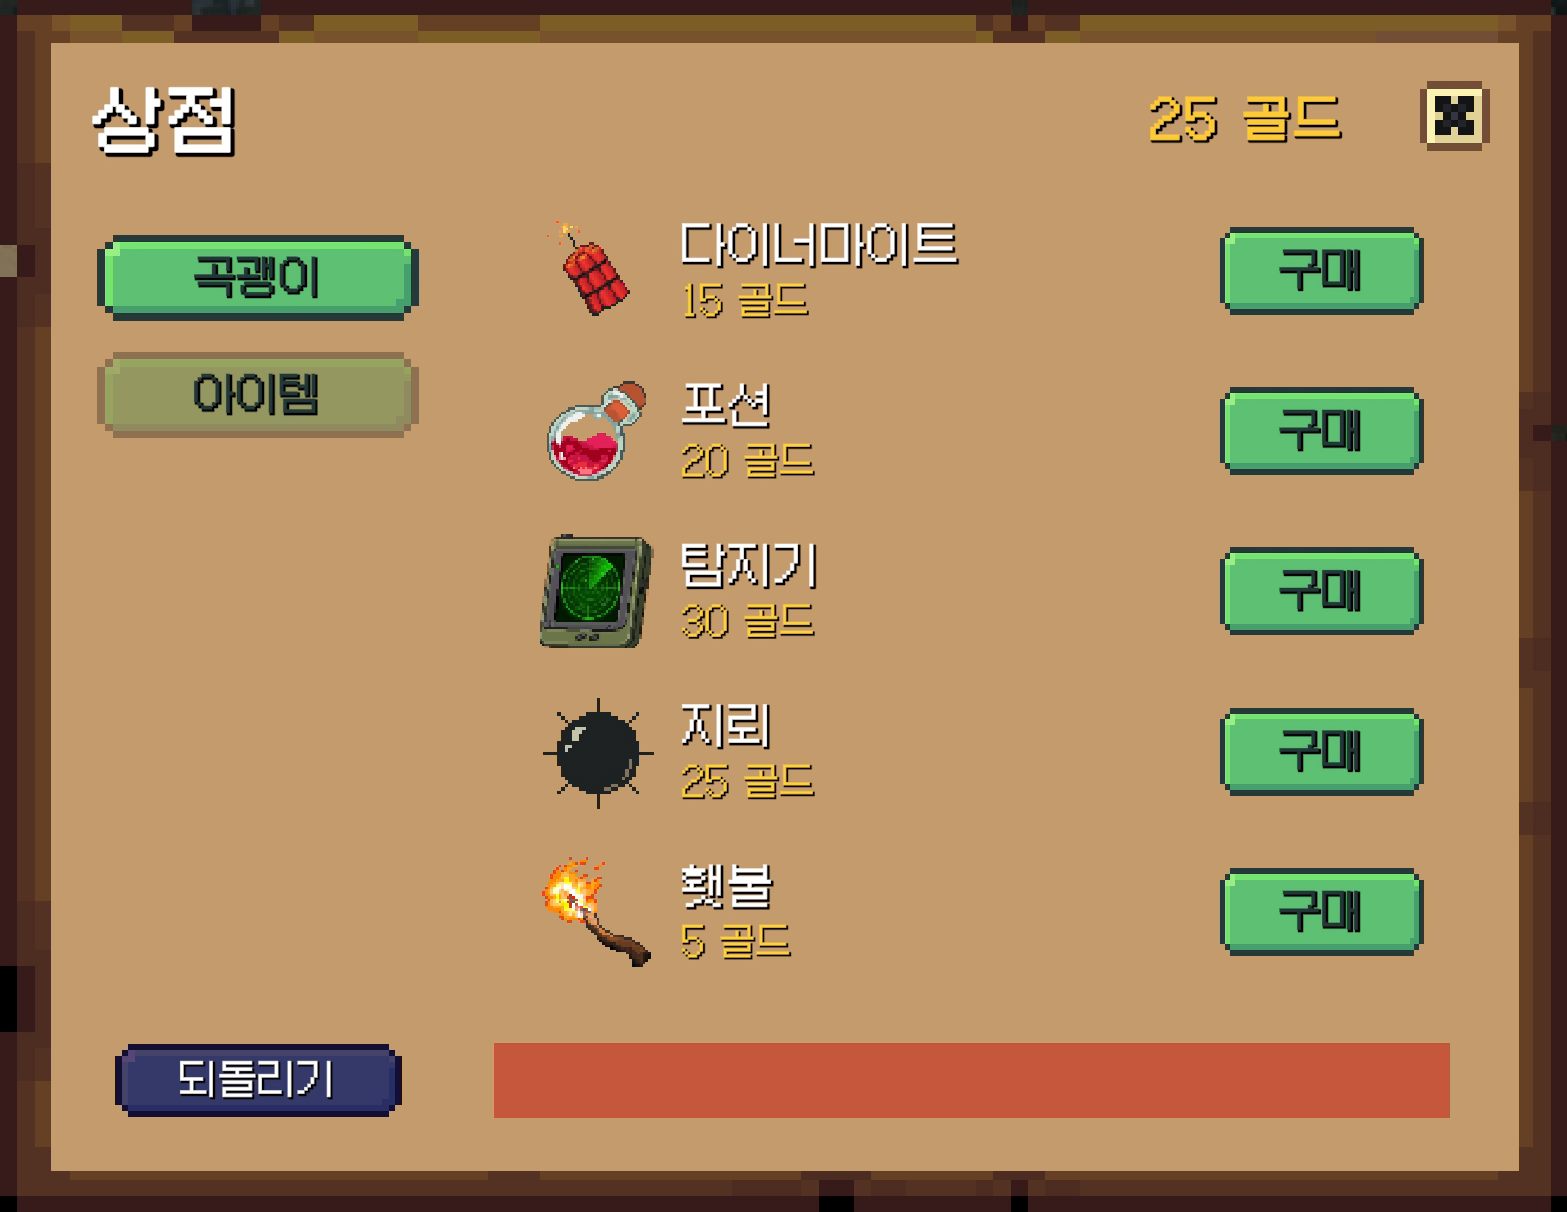 상점
25 골드
곡괭이
아이템
다이너마이트
15 골드
구매
포션
20 골드
구매
탐지기
30 골드
구매
지뢰
25 골드
구매
횃불
5 골드
구매
되돌리기